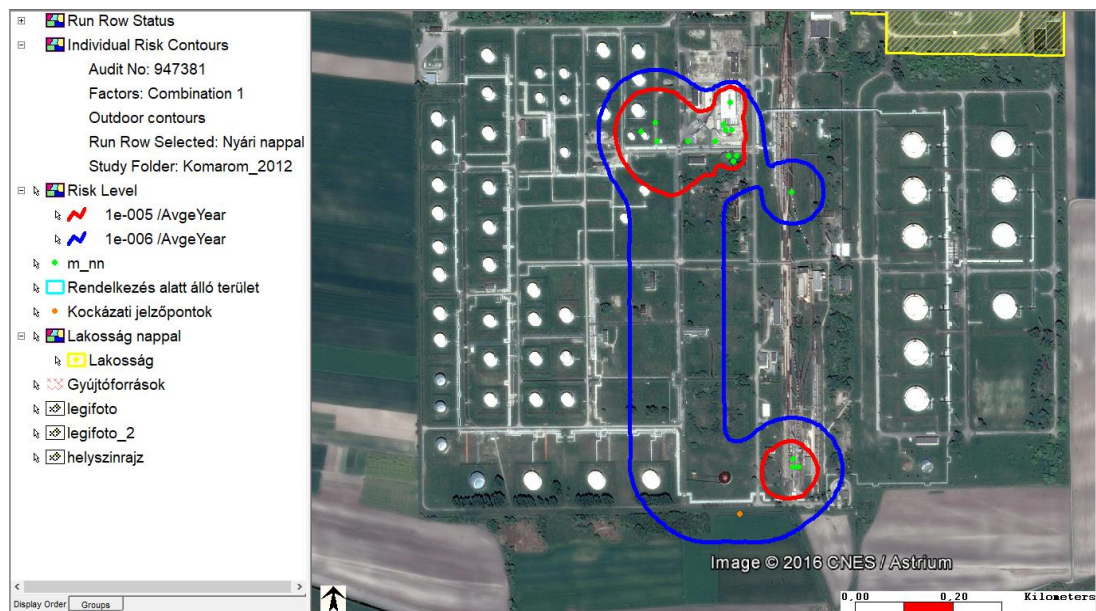 Run Row Status
Individual Risk Contours
Audit No: 947381
Factors: Combination 1
Outdoor contours
Run Row Selected: Nyári nappal
Study Folder: Komarom_2012
Risk Level
1e-005 /AvgeYear
1e-006 /AvgeYear
m_nn
Rendelkezés alatt álló terület
Kockázati jelzőpontok
Lakosság nappal
Lakosság
Gyújtóforrások
legifoto
legifoto_2
helyszinrajz
Display Order Groups
Image © 2016 CNES / Astrium
0,00 0,20 Kilometers